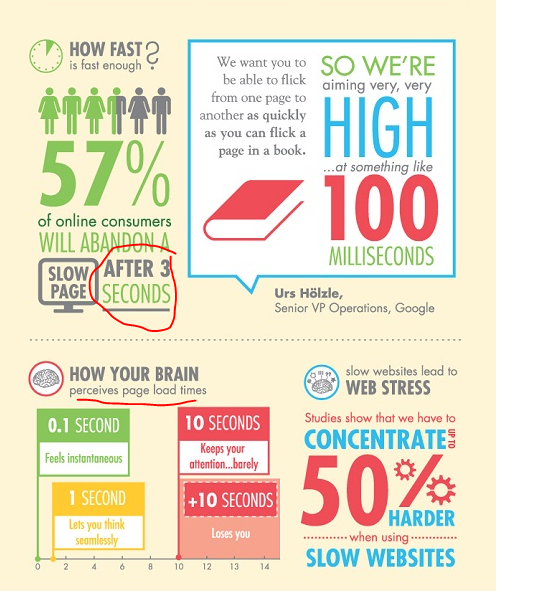 HOW FAST ?
is fast enough
57%
of online consumers
WILL ABANDON A
SLOW
PAGE
AFTER 3
SECONDS
We want you to
be able to flick
from one page to
another as quickly
as you can flick a
page in a book.
SO WE'RE
aiming very, very
HIGH
...at something like
100
MILLISECONDS
Urs Hölzle,
Senior VP Operations, Google
HOW YOUR BRAIN
perceives page load times
0.1 SECOND
Feels instantaneous
1 SECOND
Lets you think
seamlessly
10 SECONDS
Keeps your
attention...barely
+10 SECONDS
Loses you
0 2 4 6 8 10 12 13 14
slow websites lead to
WEB STRESS
Studies show that we have to
CONCENTRATE UP TO
50%
HARDER
when using
SLOW WEBSITES